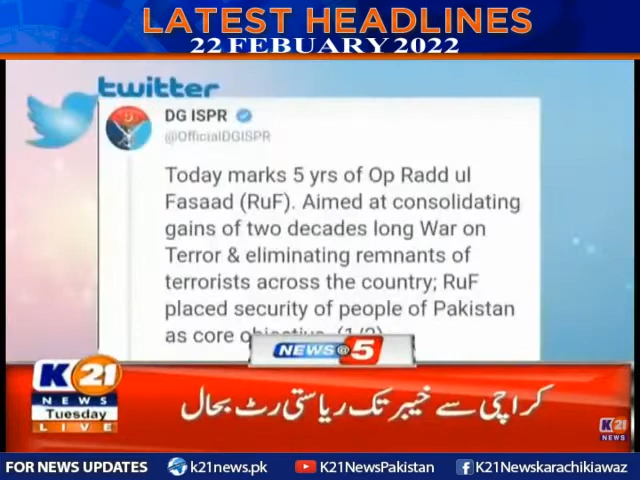 LATEST HEADLINES
22 FEBUARY 2022
twitter
DG ISPR
@OfficialDGISPR
Today marks 5 yrs of Op Radd ul
Fasaad (RuF). Aimed at consolidating
gains of two decades long War on
Terror & eliminating remnants of
terrorists across the country; RuF
placed security of people of Pakistan
as core objective. (1/2)
NEWS@5
K21
NEWS
Tuesday
LIVE
کراچی سے خیبر تک ریاستی رٹ بحال
K21
NEWS
FOR NEWS UPDATES k21news.pk K21NewsPakistan K21Newskarachikiawaz